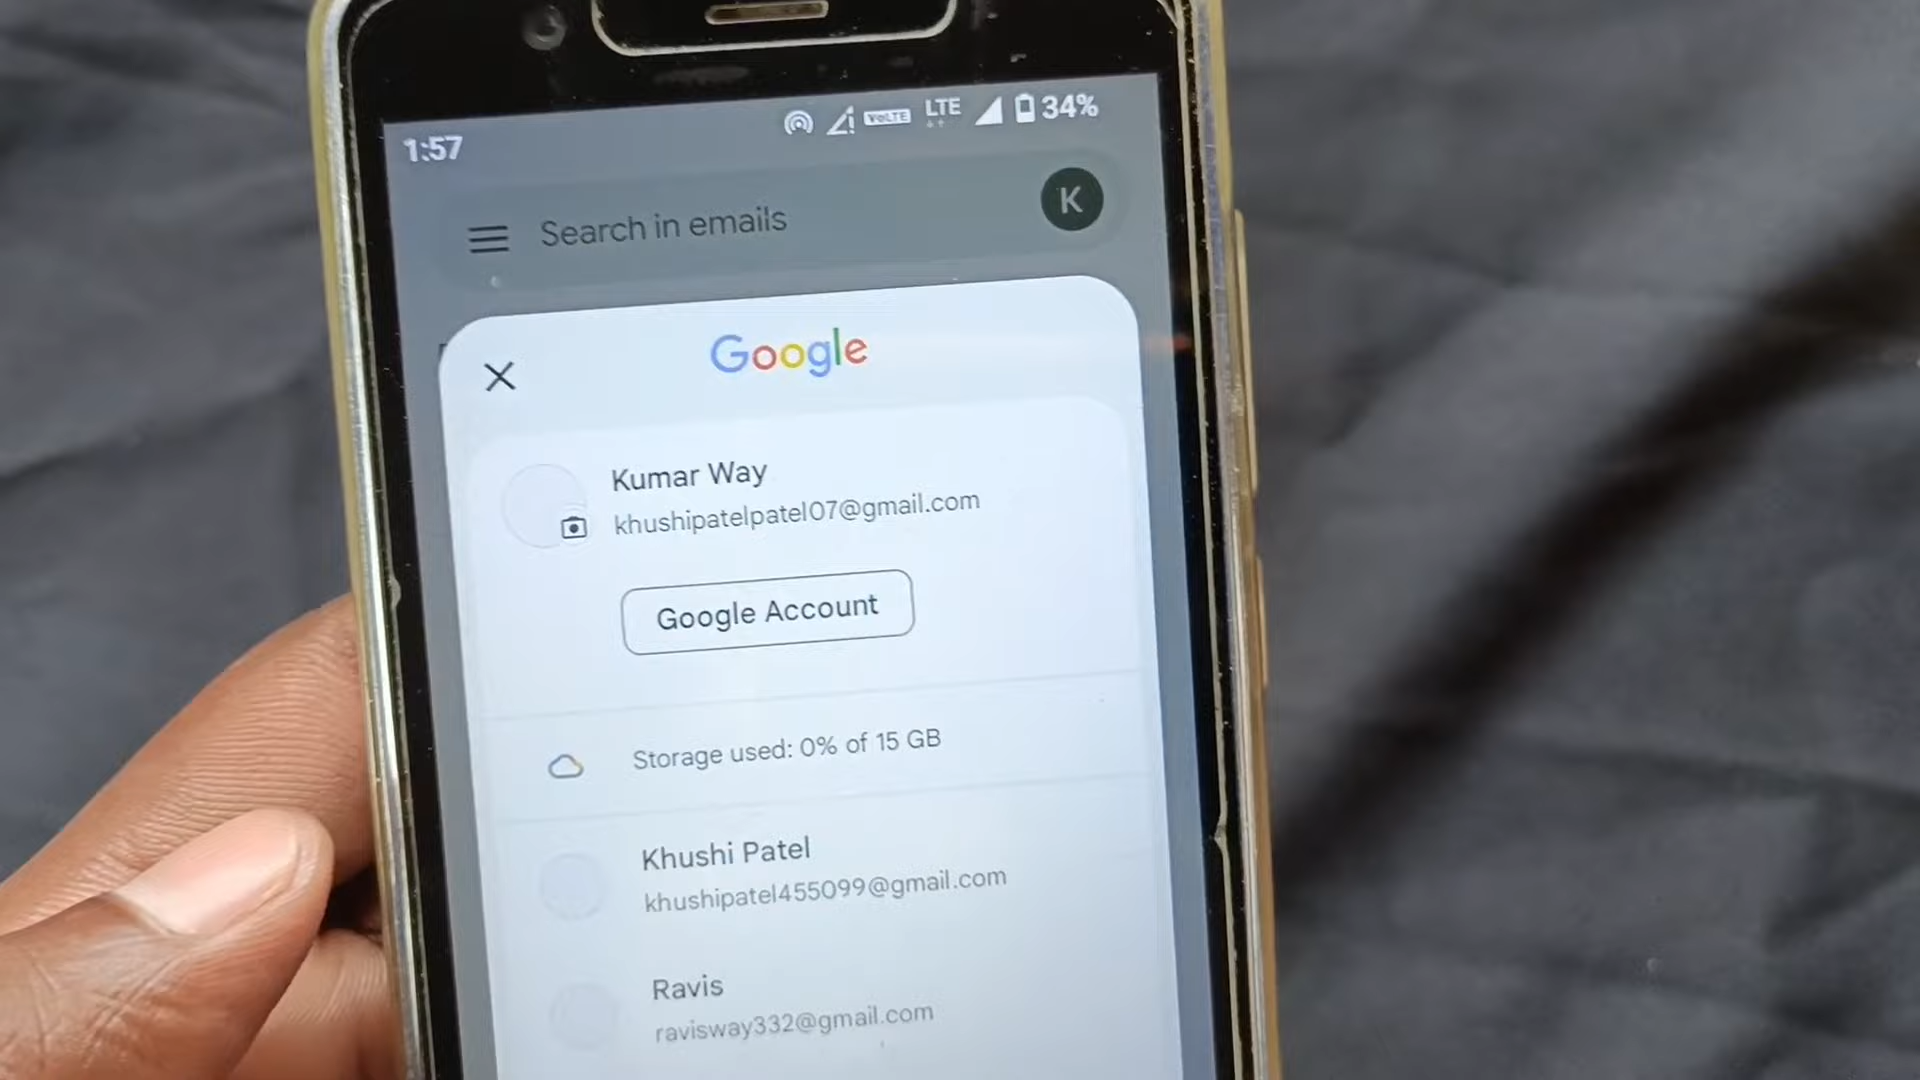 1:57 VoLTE LTE 34%
Search in emails K
Google
Kumar Way
khushipatelpatel07@gmail.com
Google Account
Storage used: 0% of 15 GB
Khushi Patel
khushipatel455099@gmail.com
Ravis
ravisway332@gmail.com